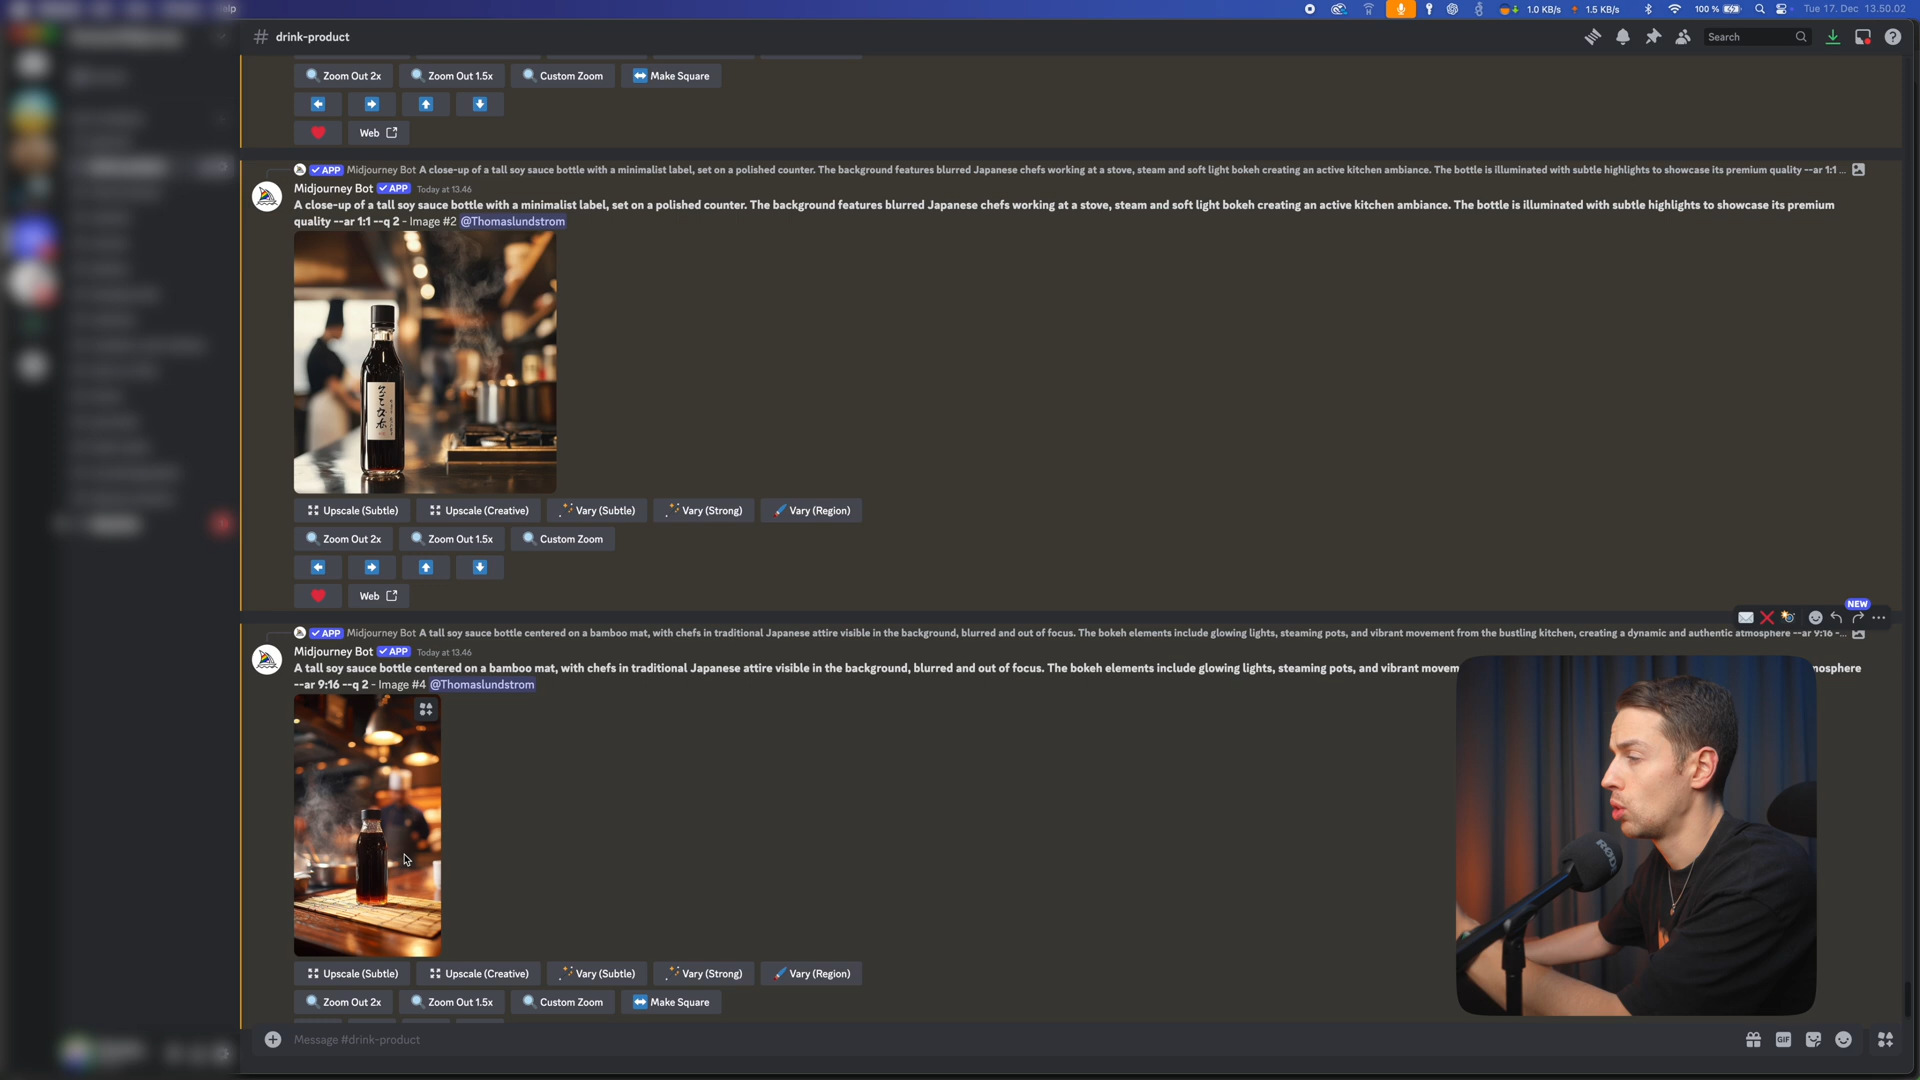 lp
1.0 KB/s
1.5 KB/s
100 %
Tue 17. Dec 13.50.02
# drink-product
Search
Zoom Out 2x
Zoom Out 1.5x
Custom Zoom
Make Square
Web
APP Midjourney Bot A close-up of a tall soy sauce bottle with a minimalist label, set on a polished counter. The background features blurred Japanese chefs working at a stove, steam and soft light bokeh creating an active kitchen ambiance. The bottle is illuminated with subtle highlights to showcase its premium quality --ar 1:1 ...
Midjourney Bot APP Today at 13.46
A close-up of a tall soy sauce bottle with a minimalist label, set on a polished counter. The background features blurred Japanese chefs working at a stove, steam and soft light bokeh creating an active kitchen ambiance. The bottle is illuminated with subtle highlights to showcase its premium
quality --ar 1:1 --q 2 - Image #2 @Thomaslundstrom
Upscale (Subtle)
Upscale (Creative)
Vary (Subtle)
Vary (Strong)
Vary (Region)
Zoom Out 2x
Zoom Out 1.5x
Custom Zoom
Web
NEW
APP Midjourney Bot A tall soy sauce bottle centered on a bamboo mat, with chefs in traditional Japanese attire visible in the background, blurred and out of focus. The bokeh elements include glowing lights, steaming pots, and vibrant movement from the bustling kitchen, creating a dynamic and authentic atmosphere --ar 9:16 -...
Midjourney Bot APP Today at 13.46
A tall soy sauce bottle centered on a bamboo mat, with chefs in traditional Japanese attire visible in the background, blurred and out of focus. The bokeh elements include glowing lights, steaming pots, and vibrant movem
nosphere
--ar 9:16 --q 2 - Image #4 @Thomaslundstrom
RØDE
Upscale (Subtle)
Upscale (Creative)
Vary (Subtle)
Vary (Strong)
Vary (Region)
Zoom Out 2x
Zoom Out 1.5x
Custom Zoom
Make Square
Message #drink-product
GIF